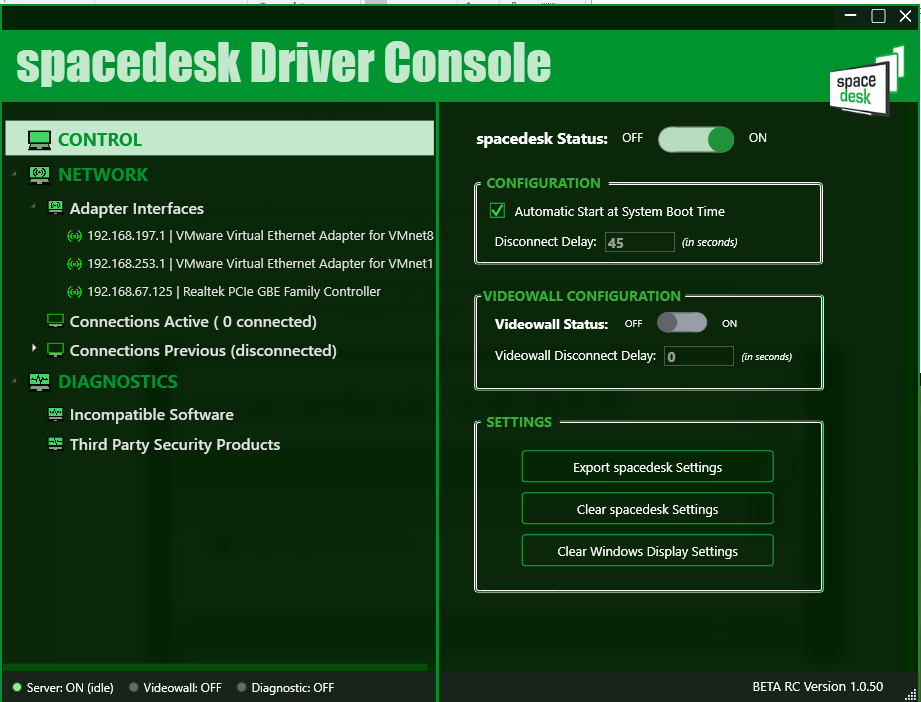 spacedesk Driver Console
space
desk
CONTROL
NETWORK
Adapter Interfaces
192.168.197.1 | VMware Virtual Ethernet Adapter for VMnet8
192.168.253.1 | VMware Virtual Ethernet Adapter for VMnet1
192.168.67.125 | Realtek PCIe GBE Family Controller
Connections Active ( 0 connected)
Connections Previous (disconnected)
DIAGNOSTICS
Incompatible Software
Third Party Security Products
spacedesk Status: OFF ON
CONFIGURATION
Automatic Start at System Boot Time
Disconnect Delay: 45 (in seconds)
VIDEOWALL CONFIGURATION
Videowall Status: OFF ON
Videowall Disconnect Delay: 0 (in seconds)
SETTINGS
Export spacedesk Settings
Clear spacedesk Settings
Clear Windows Display Settings
Server: ON (idle) Videowall: OFF Diagnostic: OFF
BETA RC Version 1.0.50